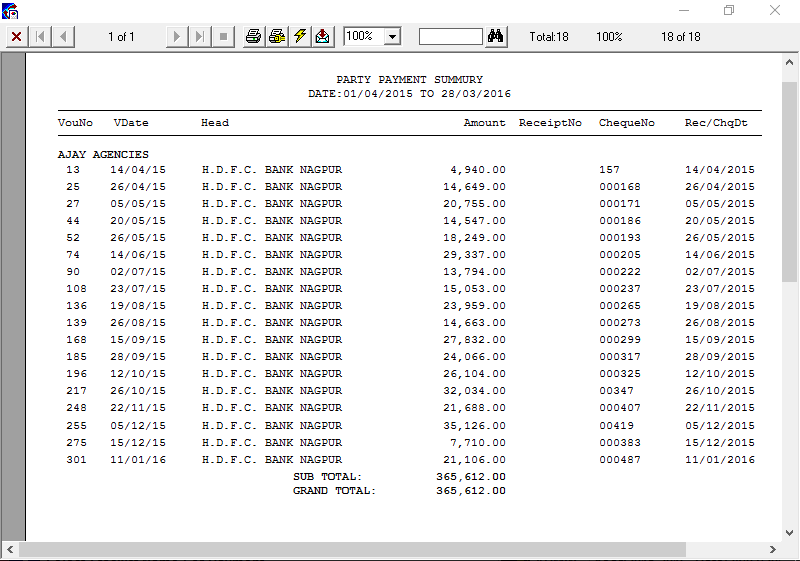 1 of 1 100% Total:18 100% 18 of 18
PARTY PAYMENT SUMMURY
DATE:01/04/2015 TO 28/03/2016
VouNo VDate Head Amount ReceiptNo ChequeNo Rec/ChqDt
AJAY AGENCIES
13 14/04/15 H.D.F.C. BANK NAGPUR 4,940.00 157 14/04/2015
25 26/04/15 H.D.F.C. BANK NAGPUR 14,649.00 000168 26/04/2015
27 05/05/15 H.D.F.C. BANK NAGPUR 20,755.00 000171 05/05/2015
44 20/05/15 H.D.F.C. BANK NAGPUR 14,547.00 000186 20/05/2015
52 26/05/15 H.D.F.C. BANK NAGPUR 18,249.00 000193 26/05/2015
74 14/06/15 H.D.F.C. BANK NAGPUR 29,337.00 000205 14/06/2015
90 02/07/15 H.D.F.C. BANK NAGPUR 13,794.00 000222 02/07/2015
108 23/07/15 H.D.F.C. BANK NAGPUR 15,053.00 000237 23/07/2015
136 19/08/15 H.D.F.C. BANK NAGPUR 23,959.00 000265 19/08/2015
139 26/08/15 H.D.F.C. BANK NAGPUR 14,663.00 000273 26/08/2015
168 15/09/15 H.D.F.C. BANK NAGPUR 27,832.00 000299 15/09/2015
185 28/09/15 H.D.F.C. BANK NAGPUR 24,066.00 000317 28/09/2015
196 12/10/15 H.D.F.C. BANK NAGPUR 26,104.00 000325 12/10/2015
217 26/10/15 H.D.F.C. BANK NAGPUR 32,034.00 00347 26/10/2015
248 22/11/15 H.D.F.C. BANK NAGPUR 21,688.00 000407 22/11/2015
255 05/12/15 H.D.F.C. BANK NAGPUR 35,126.00 00419 05/12/2015
275 15/12/15 H.D.F.C. BANK NAGPUR 7,710.00 000383 15/12/2015
301 11/01/16 H.D.F.C. BANK NAGPUR 21,106.00 000487 11/01/2016
SUB TOTAL: 365,612.00
GRAND TOTAL: 365,612.00